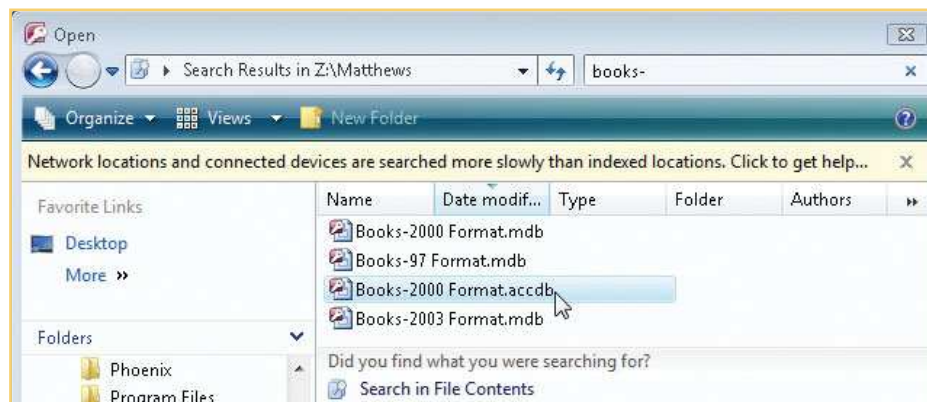 Open
Search Results in Z:\Matthews books-
Organize Views New Folder
Network locations and connected devices are searched more slowly than indexed locations. Click to get help...
Favorite Links
Desktop
More »
Folders
Phoenix
Program Files
Name Date modif... Type Folder Authors »
Books-2000 Format.mdb
Books-97 Format.mdb
Books-2000 Format.accdb
Books-2003 Format.mdb
Did you find what you were searching for?
Search in File Contents